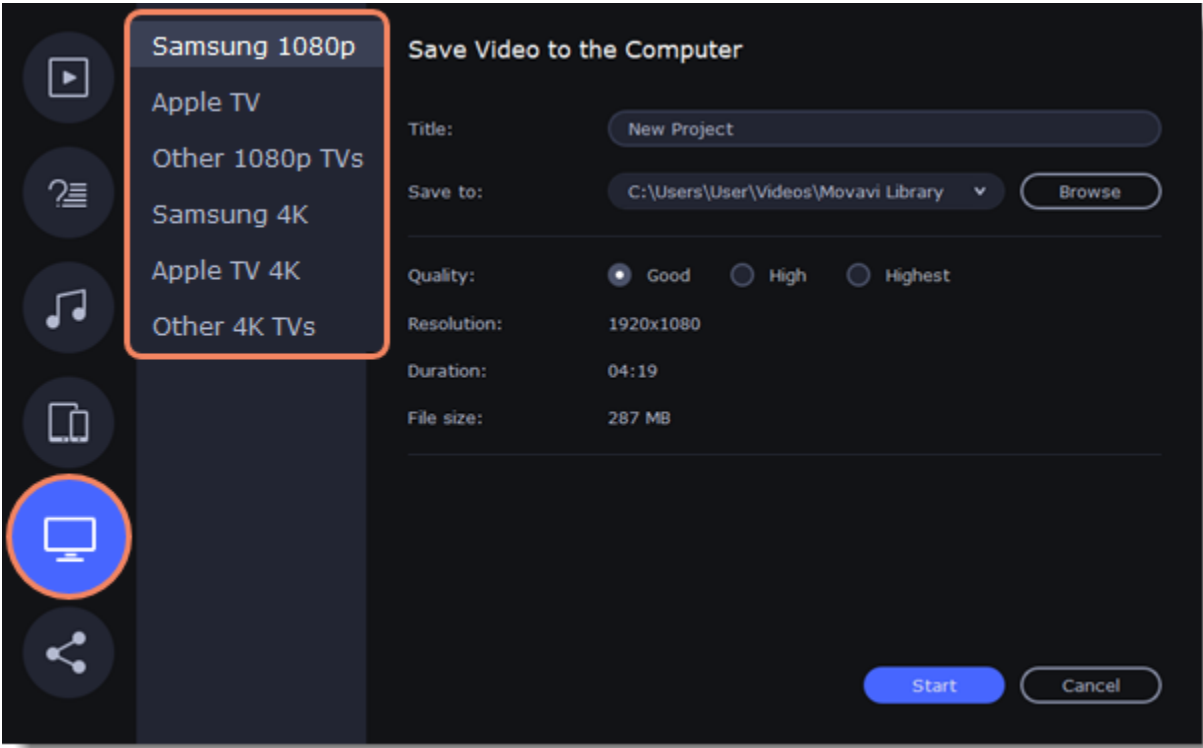 Samsung 1080p
Apple TV
Other 1080p TVs
Samsung 4K
Apple TV 4K
Other 4K TVs
Save Video to the Computer
Title: New Project
Save to: C:\Users\User\Videos\Movavi Library Browse
Quality: Good High Highest
Resolution: 1920x1080
Duration: 04:19
File size: 287 MB
Start Cancel